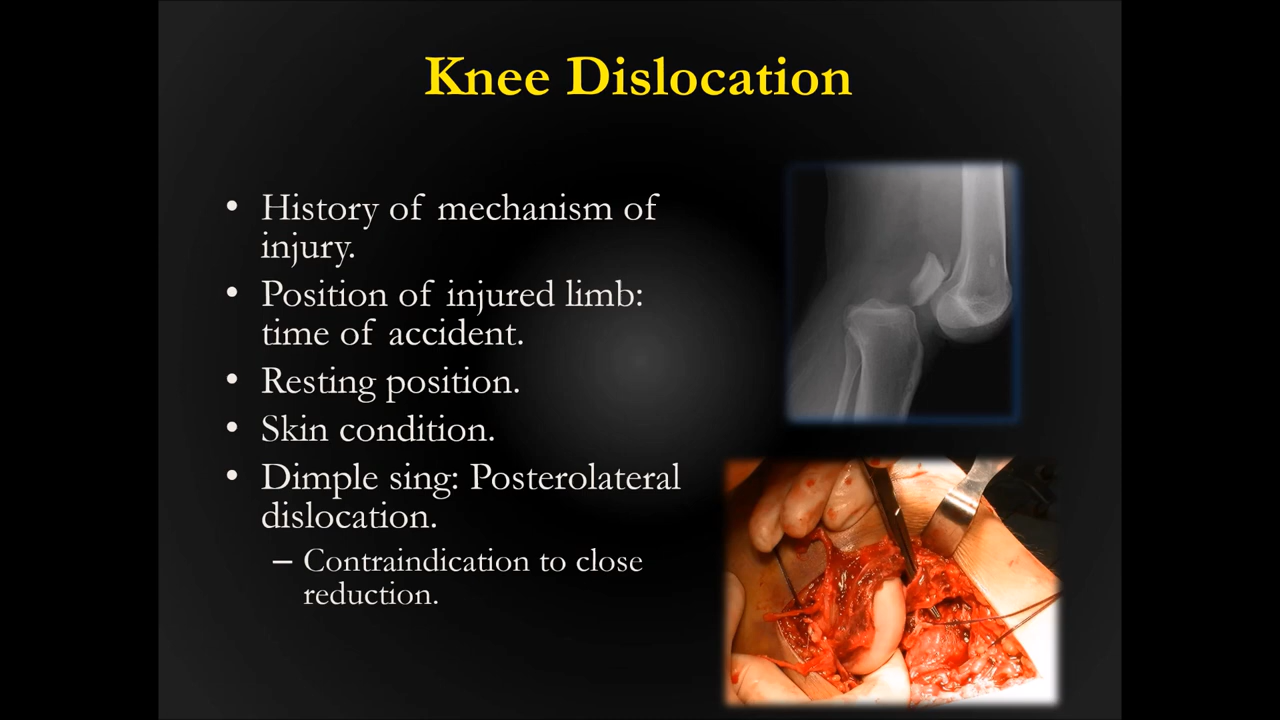 Knee Dislocation
• History of mechanism of
injury.
• Position of injured limb:
time of accident.
• Resting position.
• Skin condition.
• Dimple sing: Posterolateral
dislocation.
– Contraindication to close
reduction.